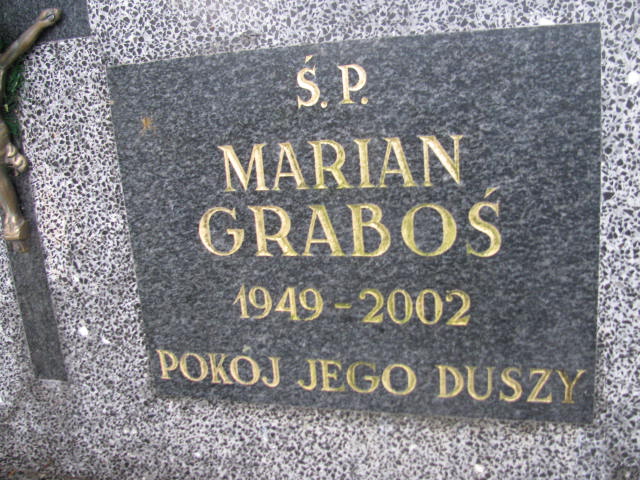 Ś.P.
MARIAN
GRABOŚ
1949-2002
POKÓJ JEGO DUSZY